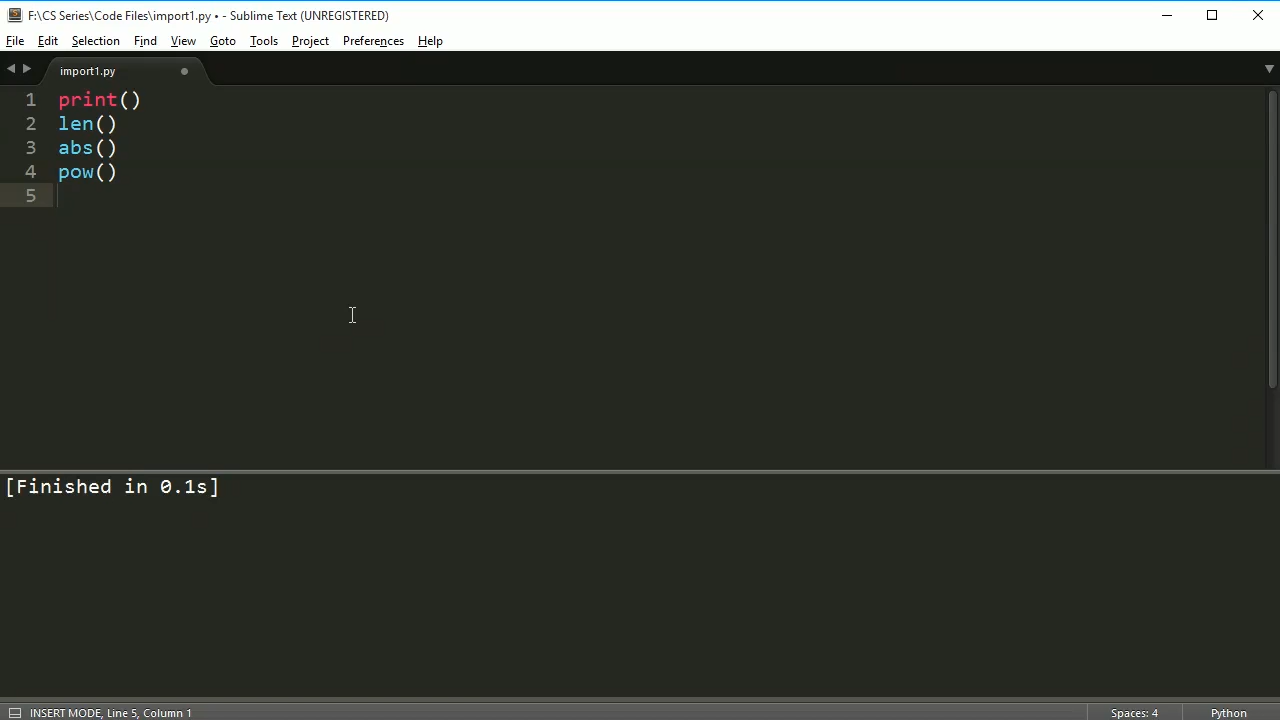 F:\CS Series\Code Files\import1.py • - Sublime Text (UNREGISTERED)
File Edit Selection Find View Goto Tools Project Preferences Help
import1.py
1 print()
2 len()
3 abs()
4 pow()
5
[Finished in 0.1s]
INSERT MODE, Line 5, Column 1 Spaces: 4 Python